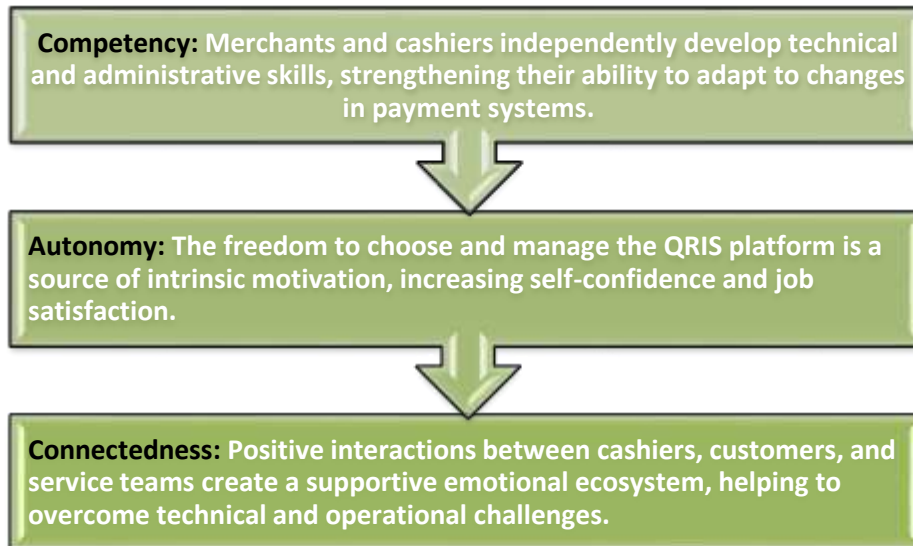 Competency: Merchants and cashiers independently develop technical
and administrative skills, strengthening their ability to adapt to changes
in payment systems.
Autonomy: The freedom to choose and manage the QRIS platform is a
source of intrinsic motivation, increasing self-confidence and job
satisfaction.
Connectedness: Positive interactions between cashiers, customers, and
service teams create a supportive emotional ecosystem, helping to
overcome technical and operational challenges.